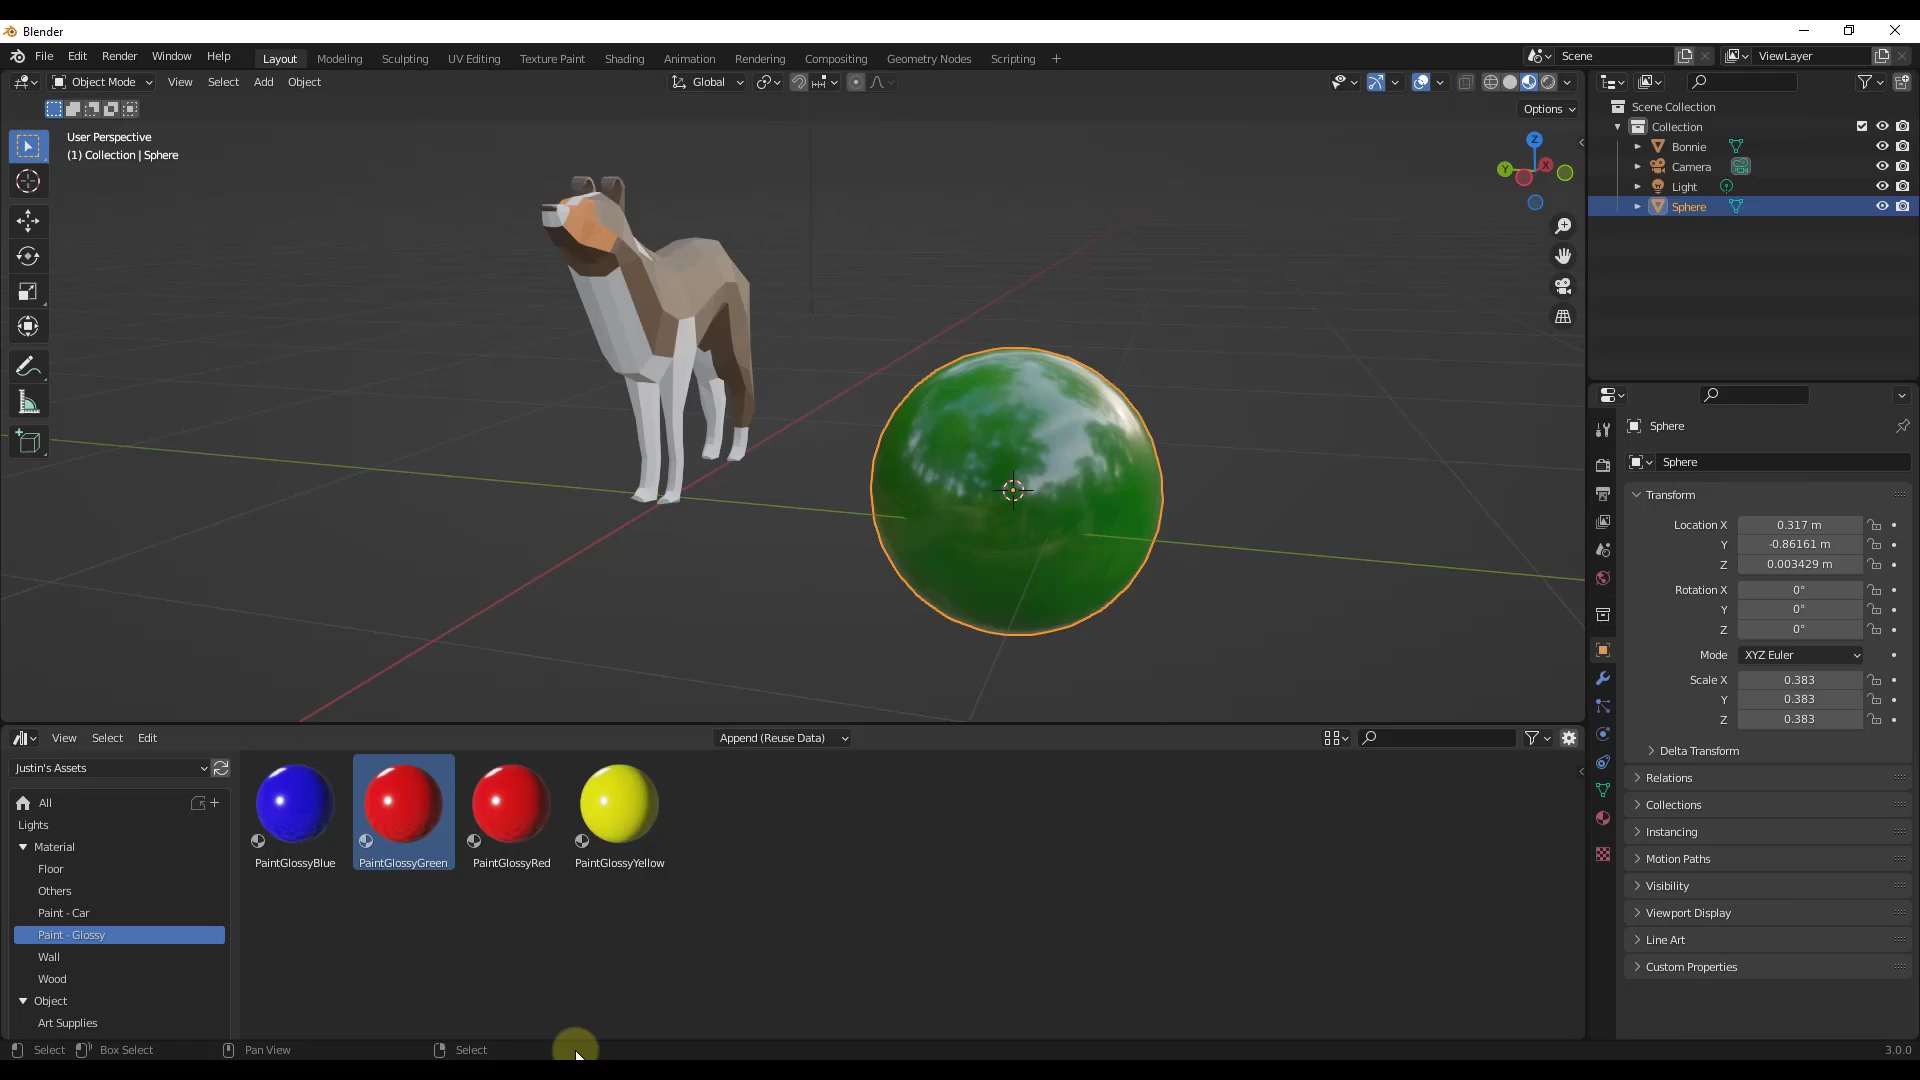 Blender
File Edit Render Window Help Layout Modeling Sculpting UV Editing Texture Paint Shading Animation Rendering Compositing Geometry Nodes Scripting + Scene ViewLayer
Object Mode View Select Add Object Global
Options
User Perspective
(1) Collection | Sphere
Z
Y
X
Scene Collection
Collection
Bonnie
Camera
Light
Sphere
Sphere
Sphere
Transform
Location X 0.317 m
Y -0.86161 m
Z 0.003429 m
Rotation X 0°
Y 0°
Z 0°
Mode XYZ Euler
Scale X 0.383
Y 0.383
Z 0.383
Delta Transform
Relations
Collections
Instancing
Motion Paths
Visibility
Viewport Display
Line Art
Custom Properties
View Select Edit Append (Reuse Data)
Justin's Assets
All
Lights
Material
Floor
Others
Paint - Car
Paint - Glossy
Wall
Wood
Object
Art Supplies
PaintGlossyBlue PaintGlossyGreen PaintGlossyRed PaintGlossyYellow
Select Box Select Pan View Select 3.0.0